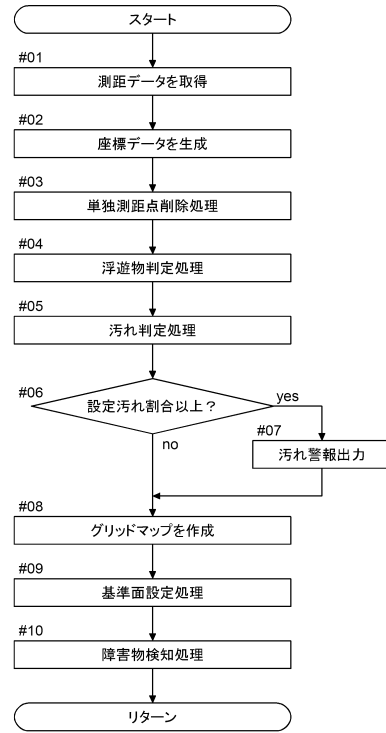 スタート
#01
測距データを取得
#02
座標データを生成
#03
単独測距点削除処理
#04
浮遊物判定処理
#05
汚れ判定処理
#06
設定汚れ割合以上？
yes
no
#07
汚れ警報出力
#08
グリッドマップを作成
#09
基準面設定処理
#10
障害物検知処理
リターン